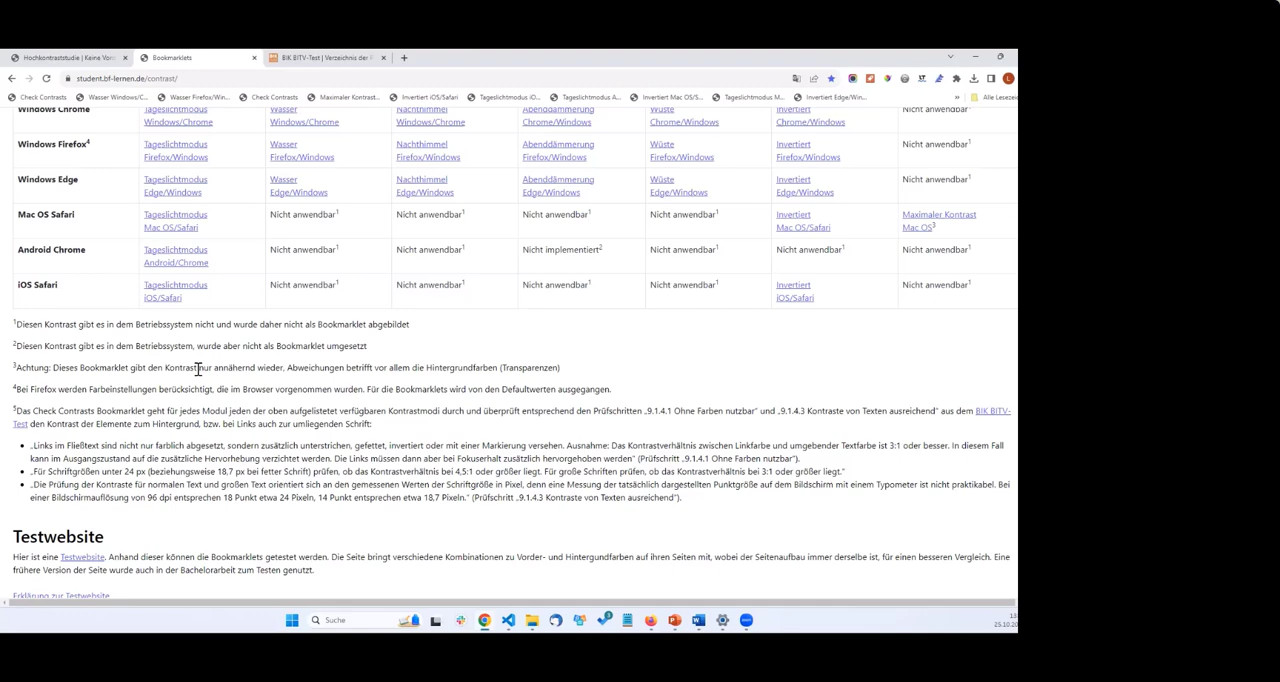 Hochkontraststudie | Keine Vor
Bookmarklets
BIK BITV-Test | Verzeichnis der
student.bf-lernen.de/contrast/
Check Contrasts
Wasser Windows/C...
Wasser Firefox/Win...
Check Contrasts
Maximaler Kontrast...
Invertiert iOS/Safari
Tageslichtmodus iO...
Tageslichtmodus A...
Invertiert Mac OS/S...
Tageslichtmodus M...
Invertiert Edge/Win...
»
Alle Lesezei
Windows Chrome
Tageslichtmodus
Windows/Chrome
Wasser
Windows/Chrome
Nachthimmel
Windows/Chrome
Abenddämmerung
Chrome/Windows
Wüste
Chrome/Windows
Invertiert
Chrome/Windows
Nicht anwendbar¹
Windows Firefox⁴
Tageslichtmodus
Firefox/Windows
Wasser
Firefox/Windows
Nachthimmel
Firefox/Windows
Abenddämmerung
Firefox/Windows
Wüste
Firefox/Windows
Invertiert
Firefox/Windows
Nicht anwendbar¹
Windows Edge
Tageslichtmodus
Edge/Windows
Wasser
Edge/Windows
Nachthimmel
Edge/Windows
Abenddämmerung
Edge/Windows
Wüste
Edge/Windows
Invertiert
Edge/Windows
Nicht anwendbar¹
Mac OS Safari
Tageslichtmodus
Mac OS/Safari
Nicht anwendbar¹
Nicht anwendbar¹
Nicht anwendbar¹
Nicht anwendbar¹
Invertiert
Mac OS/Safari
Maximaler Kontrast
Mac OS³
Android Chrome
Tageslichtmodus
Android/Chrome
Nicht anwendbar¹
Nicht anwendbar¹
Nicht implementiert²
Nicht anwendbar¹
Nicht anwendbar¹
Nicht anwendbar¹
iOS Safari
Tageslichtmodus
iOS/Safari
Nicht anwendbar¹
Nicht anwendbar¹
Nicht anwendbar¹
Nicht anwendbar¹
Invertiert
iOS/Safari
Nicht anwendbar¹
¹Diesen Kontrast gibt es in dem Betriebssystem nicht und wurde daher nicht als Bookmarklet abgebildet
²Diesen Kontrast gibt es in dem Betriebssystem, wurde aber nicht als Bookmarklet umgesetzt
³Achtung: Dieses Bookmarklet gibt den Kontrast nur annähernd wieder, Abweichungen betrifft vor allem die Hintergrundfarben (Transparenzen)
⁴Bei Firefox werden Farbeinstellungen berücksichtigt, die im Browser vorgenommen wurden. Für die Bookmarklets wird von den Defaultwerten ausgegangen.
⁵Das Check Contrasts Bookmarklet geht für jedes Modul jeden der oben aufgelistet verfügbaren Kontrastmodi durch und überprüft entsprechend den Prüfschritten „9.1.4.1 Ohne Farben nutzbar“ und „9.1.4.3 Kontraste von Texten ausreichend“ aus dem BIK BITV-
Test den Kontrast der Elemente zum Hintergrund, bzw. bei Links auch zur umliegenden Schrift:
• „Links im Fließtext sind nicht nur farblich abgesetzt, sondern zusätzlich unterstrichen, gefettet, invertiert oder mit einer Markierung versehen. Ausnahme: Das Kontrastverhältnis zwischen Linkfarbe und umgebender Textfarbe ist 3:1 oder besser. In diesem Fall
kann im Ausgangszustand auf die zusätzliche Hervorhebung verzichtet werden. Die Links müssen dann aber bei Fokuserhalt zusätzlich hervorgehoben werden“ (Prüfschritt „9.1.4.1 Ohne Farben nutzbar“).
• „Für Schriftgrößen unter 24 px (beziehungsweise 18.7 px bei fetter Schrift) prüfen, ob das Kontrastverhältnis bei 4,5:1 oder größer liegt. Für große Schriften prüfen, ob das Kontrastverhältnis bei 3:1 oder größer liegt.“
• „Die Prüfung der Kontraste für normalen Text und großen Text orientiert sich an den gemessenen Werten der Schriftgröße in Pixel, denn eine Messung der tatsächlich dargestellten Punktgröße auf dem Bildschirm mit einem Typometer ist nicht praktikabel. Bei
einer Bildschirmauflösung von 96 dpi entsprechen 18 Punkt etwa 24 Pixeln, 14 Punkt entsprechen etwa 18,7 Pixeln.“ (Prüfschritt „9.1.4.3 Kontraste von Texten ausreichend“).
Testwebsite
Hier ist eine Testwebsite. Anhand dieser können die Bookmarklets getestet werden. Die Seite bringt verschiedene Kombinationen zu Vorder- und Hintergundfarben auf ihren Seiten mit, wobei der Seitenaufbau immer derselbe ist, für einen besseren Vergleich. Eine
frühere Version der Seite wurde auch in der Bachelorarbeit zum Testen genutzt.
Erklärung zur Testwebsite
Suche
25.10.20